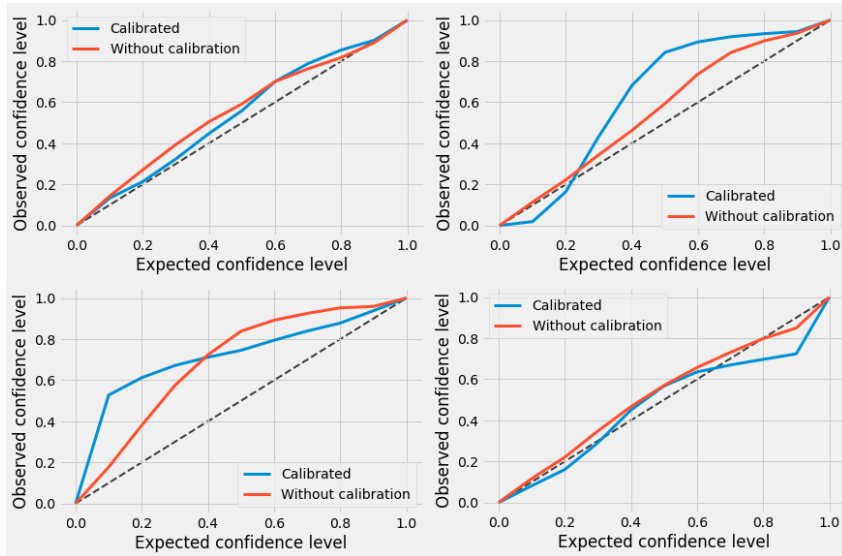 Calibrated
Without calibration
Observed confidence level
1.0
0.8
0.6
0.4
0.2
0.0
0.0 0.2 0.4 0.6 0.8 1.0
Expected confidence level
Observed confidence level
1.0
0.8
0.6
0.4
0.2
0.0
Calibrated
Without calibration
0.0 0.2 0.4 0.6 0.8 1.0
Expected confidence level
Observed confidence level
1.0
0.8
0.6
0.4
0.2
0.0
Calibrated
Without calibration
0.0 0.2 0.4 0.6 0.8 1.0
Expected confidence level
Calibrated
Without calibration
Observed confidence level
1.0
0.8
0.6
0.4
0.2
0.0
0.0 0.2 0.4 0.6 0.8 1.0
Expected confidence level